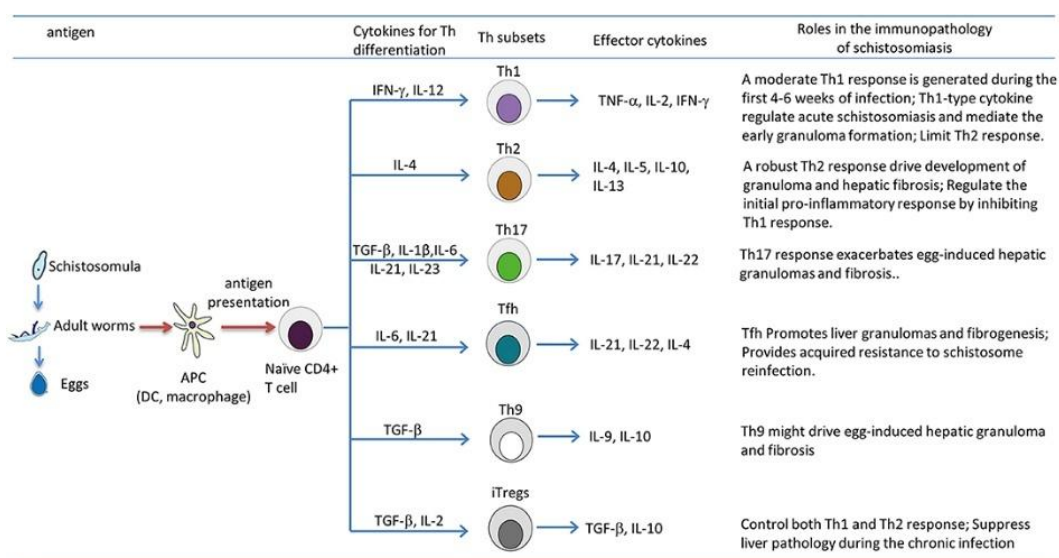 antigen
Cytokines for Th
differentiation
Th subsets
Effector cytokines
Roles in the immunopathology
of schistosomiasis
Schistosomula
Adult worms
Eggs
APC
(DC, macrophage)
antigen
presentation
Naïve CD4+
T cell
IFN-γ, IL-12
Th1
TNF-α, IL-2, IFN-γ
A moderate Th1 response is generated during the
first 4-6 weeks of infection; Th1-type cytokine
regulate acute schistosomiasis and mediate the
early granuloma formation; Limit Th2 response.
IL-4
Th2
IL-4, IL-5, IL-10,
IL-13
A robust Th2 response drive development of
granuloma and hepatic fibrosis; Regulate the
initial pro-inflammatory response by inhibiting
Th1 response.
TGF-β, IL-1β,IL-6
IL-21, IL-23
Th17
IL-17, IL-21, IL-22
Th17 response exacerbates egg-induced hepatic
granulomas and fibrosis..
IL-6, IL-21
Tfh
IL-21, IL-22, IL-4
Tfh Promotes liver granulomas and fibrogenesis;
Provides acquired resistance to schistosome
reinfection.
TGF-β
Th9
IL-9, IL-10
Th9 might drive egg-induced hepatic granuloma
and fibrosis
TGF-β, IL-2
iTregs
TGF-β, IL-10
Control both Th1 and Th2 response; Suppress
liver pathology during the chronic infection